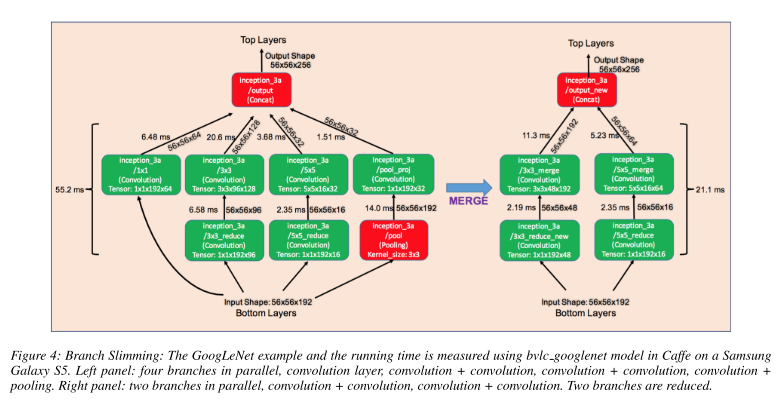 Top Layers
Output Shape
56x56x256
inception_3a
/output
(Concat)
6.48 ms
56x56x64
20.6 ms
56x56x128
3.68 ms
56x56x32
1.51 ms
56x56x32
inception_3a
/1x1
(Convolution)
Tensor: 1x1x192x64
inception_3a
/3x3
(Convolution)
Tensor: 3x3x96x128
inception_3a
/5x5
(Convolution)
Tensor: 5x5x16x32
inception_3a
/pool_proj
(Convolution)
Tensor: 1x1x192x32
55.2 ms
6.58 ms
56x56x96
2.35 ms
56x56x16
14.0 ms
56x56x192
inception_3a
/3x3_reduce
(Convolution)
Tensor: 1x1x192x96
inception_3a
/5x5_reduce
(Convolution)
Tensor: 1x1x192x16
inception_3a
/pool
(Pooling)
Kernel_size: 3x3
Input Shape: 56x56x192
Bottom Layers
MERGE
Top Layers
Output Shape
56x56x256
inception_3a
/output_new
(Concat)
11.3 ms
56x56x192
5.23 ms
56x56x64
inception_3a
/3x3_merge
(Convolution)
Tensor: 3x3x48x192
inception_3a
/5x5_merge
(Convolution)
Tensor: 5x5x16x64
21.1 ms
2.19 ms
56x56x48
2.35 ms
56x56x16
inception_3a
/3x3_reduce_new
(Convolution)
Tensor: 1x1x192x48
inception_3a
/5x5_reduce
(Convolution)
Tensor: 1x1x192x16
Input Shape: 56x56x192
Bottom Layers
Figure 4: Branch Slimming: The GoogLeNet example and the running time is measured using bvlc_googlenet model in Caffe on a Samsung
Galaxy S5. Left panel: four branches in parallel, convolution layer, convolution + convolution, convolution + convolution, convolution +
pooling. Right panel: two branches in parallel, convolution + convolution, convolution + convolution. Two branches are reduced.